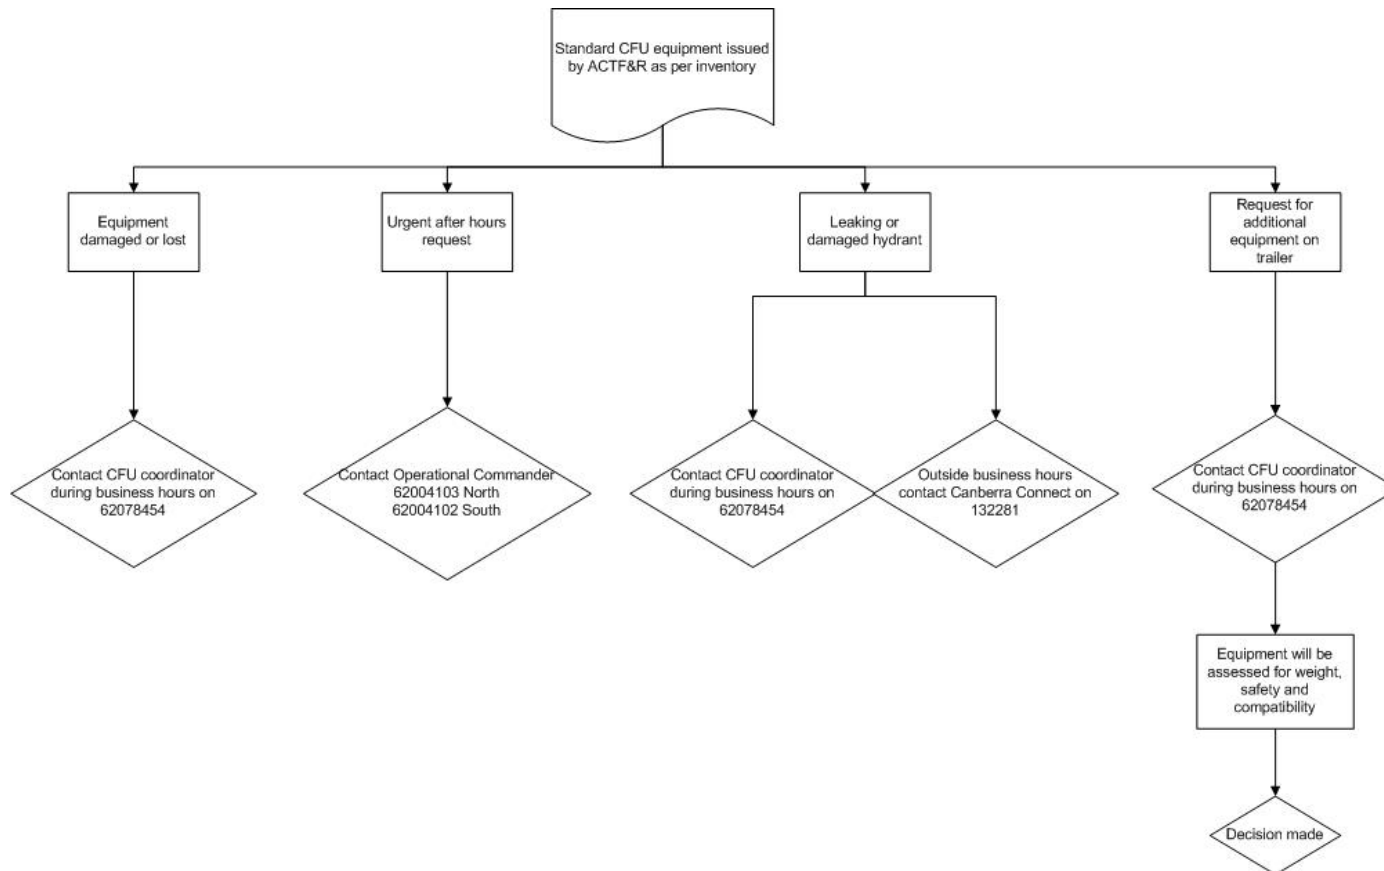 Standard CFU equipment issued
by ACTF&R as per inventory
Equipment
damaged or lost
Urgent after hours
request
Leaking or
damaged hydrant
Request for
additional
equipment on
trailer
Contact CFU coordinator
during business hours on
62078454
Contact Operational Commander
62004103 North
62004102 South
Contact CFU coordinator
during business hours on
62078454
Outside business hours
contact Canberra Connect on
132281
Contact CFU coordinator
during business hours on
62078454
Equipment will be
assessed for weight,
safety and
compatibility
Decision made